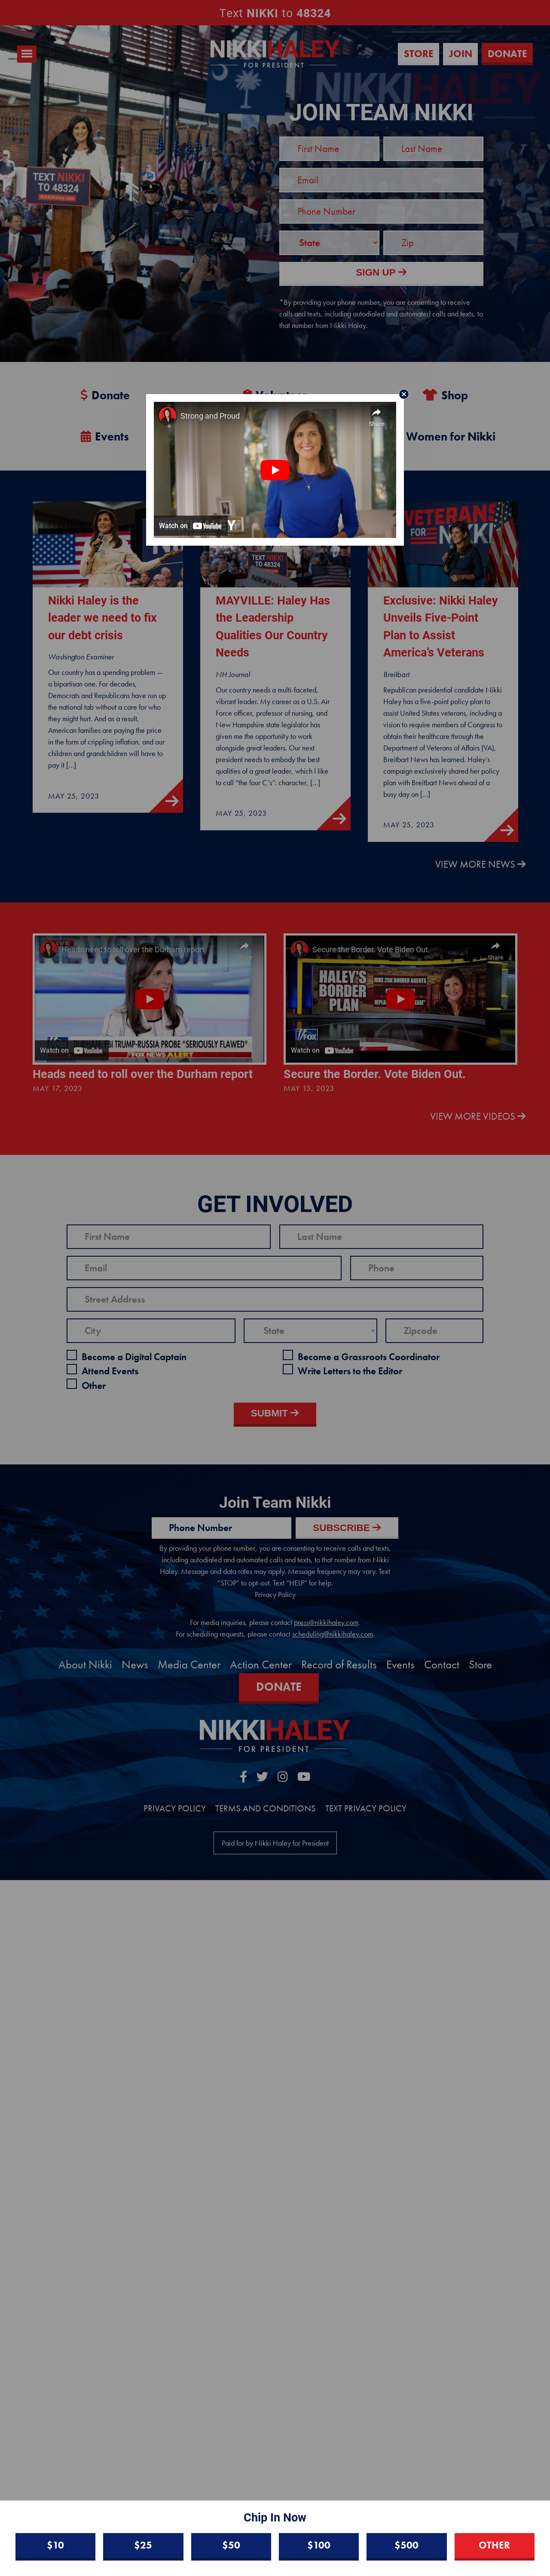 Text NIKKI to 48324
NIKKIHALEY
FOR PRESIDENT
STORE
JOIN
DONATE
JOIN TEAM NIKKI
First Name
Last Name
Email
Phone Number
State
Zip
SIGN UP
*By providing your phone number, you are consenting to receive
calls and texts, including autodialed and automated calls and texts, to
that number from Nikki Haley.
TEXT NIKKI
TO 48324
Donate
Shop
Events
Women for Nikki
Strong and Proud
Share
Watch on YouTube
TEXT NIKKI
TO 48324
VETERANS
FOR NIKKI
Nikki Haley is the
leader we need to fix
our debt crisis
Washington Examiner
Our country has a spending problem —
a bipartisan one. For decades,
Democrats and Republicans have run up
the national tab without a care for who
they might hurt. And as a result,
American families are paying the price
in the form of crippling inflation, and our
children and grandchildren will have to
pay it [...]
MAY 25, 2023
MAYVILLE: Haley Has
the Leadership
Qualities Our Country
Needs
NH Journal
Our country needs a multi-faceted,
vibrant leader. My career as a U.S. Air
Force officer, professor of nursing, and
New Hampshire state legislator has
given me the opportunity to work
alongside great leaders. Our next
president needs to embody the best
qualities of a great leader, which I like
to call “the four C’s”: character, [...]
MAY 25, 2023
Exclusive: Nikki Haley
Unveils Five-Point
Plan to Assist
America’s Veterans
Breitbart
Republican presidential candidate Nikki
Haley has a five-point policy plan to
assist United States veterans, including a
vision to require members of Congress to
obtain their healthcare through the
Department of Veterans of Affairs (VA),
Breitbart News has learned. Haley’s
campaign exclusively shared her policy
plan with Breitbart News ahead of a
busy day on [...]
MAY 25, 2023
VIEW MORE NEWS
Heads need to roll over the Durham report
Watch on YouTube
FBI TRUMP-RUSSIA PROBE "SERIOUSLY FLAWED"
FOX NEWS ALERT
Heads need to roll over the Durham report
MAY 17, 2023
Secure the Border. Vote Biden Out.
Share
HALEY'S
BORDER
PLAN
Watch on YouTube
Secure the Border. Vote Biden Out.
MAY 13, 2023
VIEW MORE VIDEOS
GET INVOLVED
First Name
Last Name
Email
Phone
Street Address
City
State
Zipcode
Become a Digital Captain
Become a Grassroots Coordinator
Attend Events
Write Letters to the Editor
Other
SUBMIT
Join Team Nikki
Phone Number
SUBSCRIBE
By providing your phone number, you are consenting to receive calls and texts,
including autodialed and automated calls and texts, to that number from Nikki
Haley. Message and data rates may apply. Message frequency may vary. Text
“STOP” to opt-out. Text “HELP” for help.
Privacy Policy
For media inquiries, please contact press@nikkihaley.com.
For scheduling requests, please contact scheduling@nikkihaley.com.
About Nikki
News
Media Center
Action Center
Record of Results
Events
Contact
Store
DONATE
NIKKIHALEY
FOR PRESIDENT
PRIVACY POLICY
TERMS AND CONDITIONS
TEXT PRIVACY POLICY
Paid for by Nikki Haley for President
Chip In Now
$10
$25
$50
$100
$500
OTHER